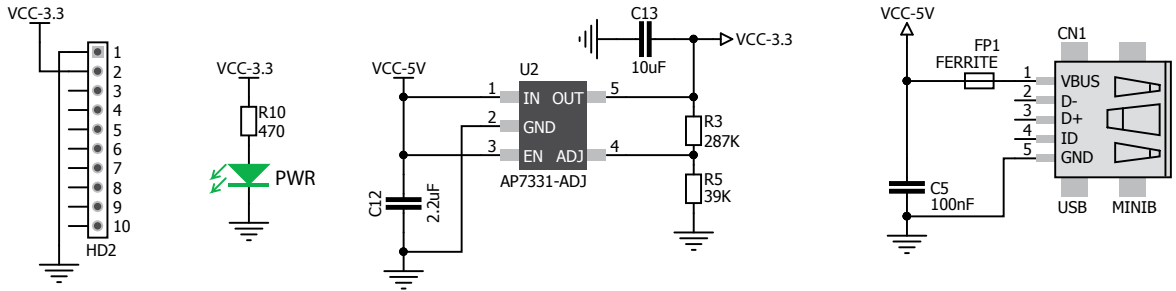 VCC-3.3
1
2
3
4
5
6
7
8
9
10
HD2
VCC-3.3
R10
470
PWR
VCC-5V
C12
2.2uF
U2
1 IN OUT 5
2 GND
3 EN ADJ 4
AP7331-ADJ
C13
10uF
VCC-3.3
R3
287K
R5
39K
VCC-5V
FP1
FERRITE
C5
100nF
CN1
1 VBUS
2 D-
3 D+
4 ID
5 GND
USB MINIB